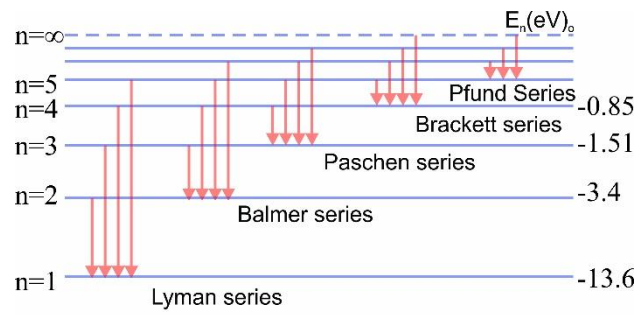 n=∞ Eₙ(eV)₀
n=5
Pfund Series
n=4 -0.85
Brackett series
n=3 -1.51
Paschen series
n=2 -3.4
Balmer series
n=1 -13.6
Lyman series